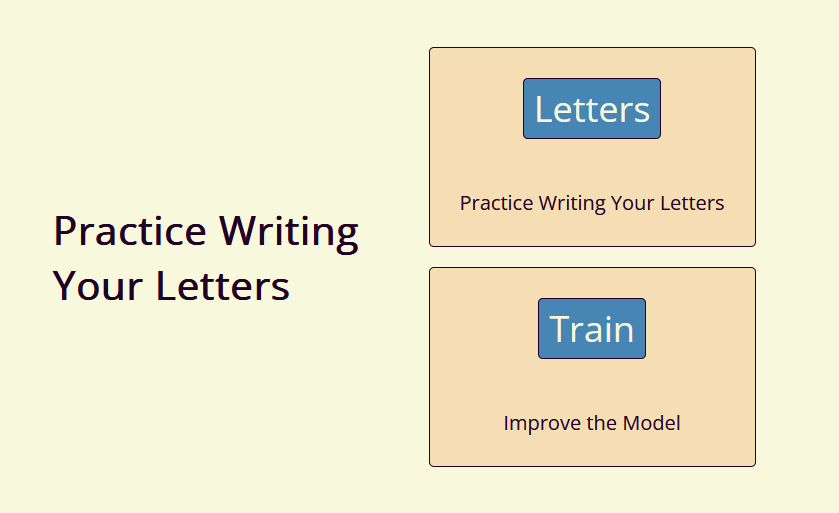 Practice Writing
Your Letters
Letters
Practice Writing Your Letters
Train
Improve the Model